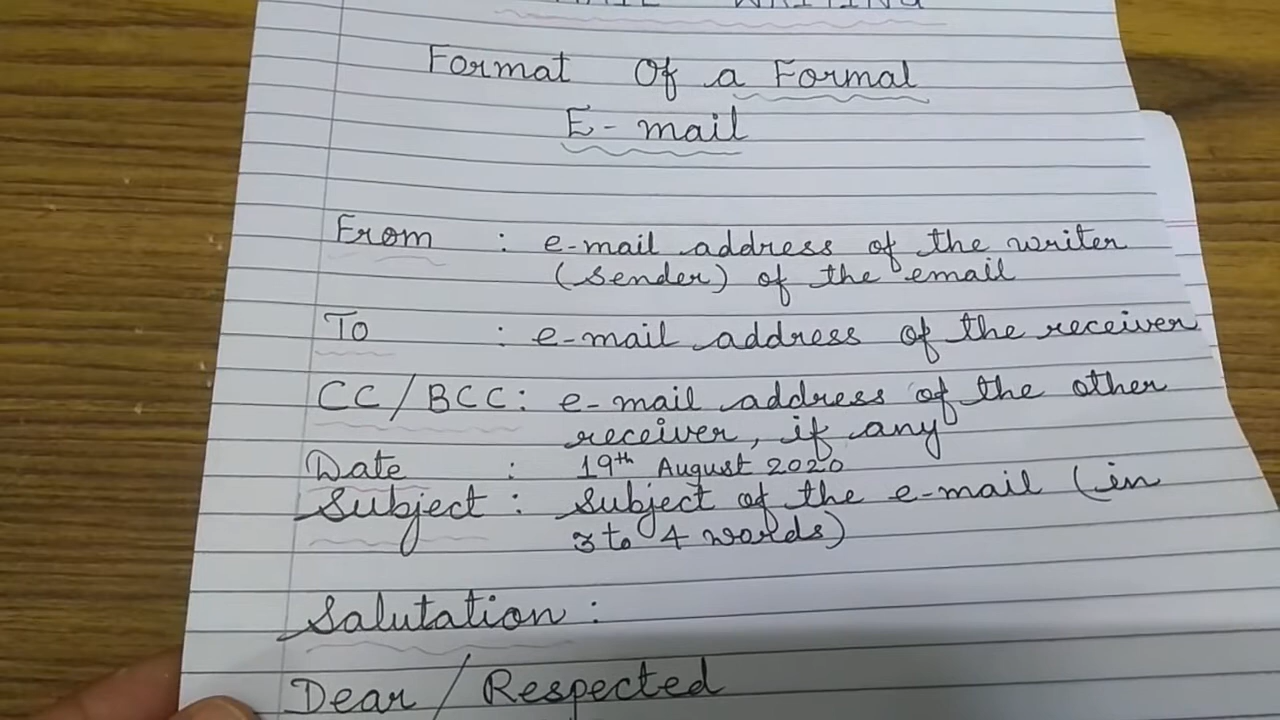 Format Of a Formal
E-mail
From : e-mail address of the writer
(sender) of the email
To : e-mail address of the receiver
CC/BCC: e-mail address of the other
receiver, if any
Date : 19th August 2020
Subject : Subject of the e-mail (in
3 to 4 words)
Salutation :
Dear / Respected